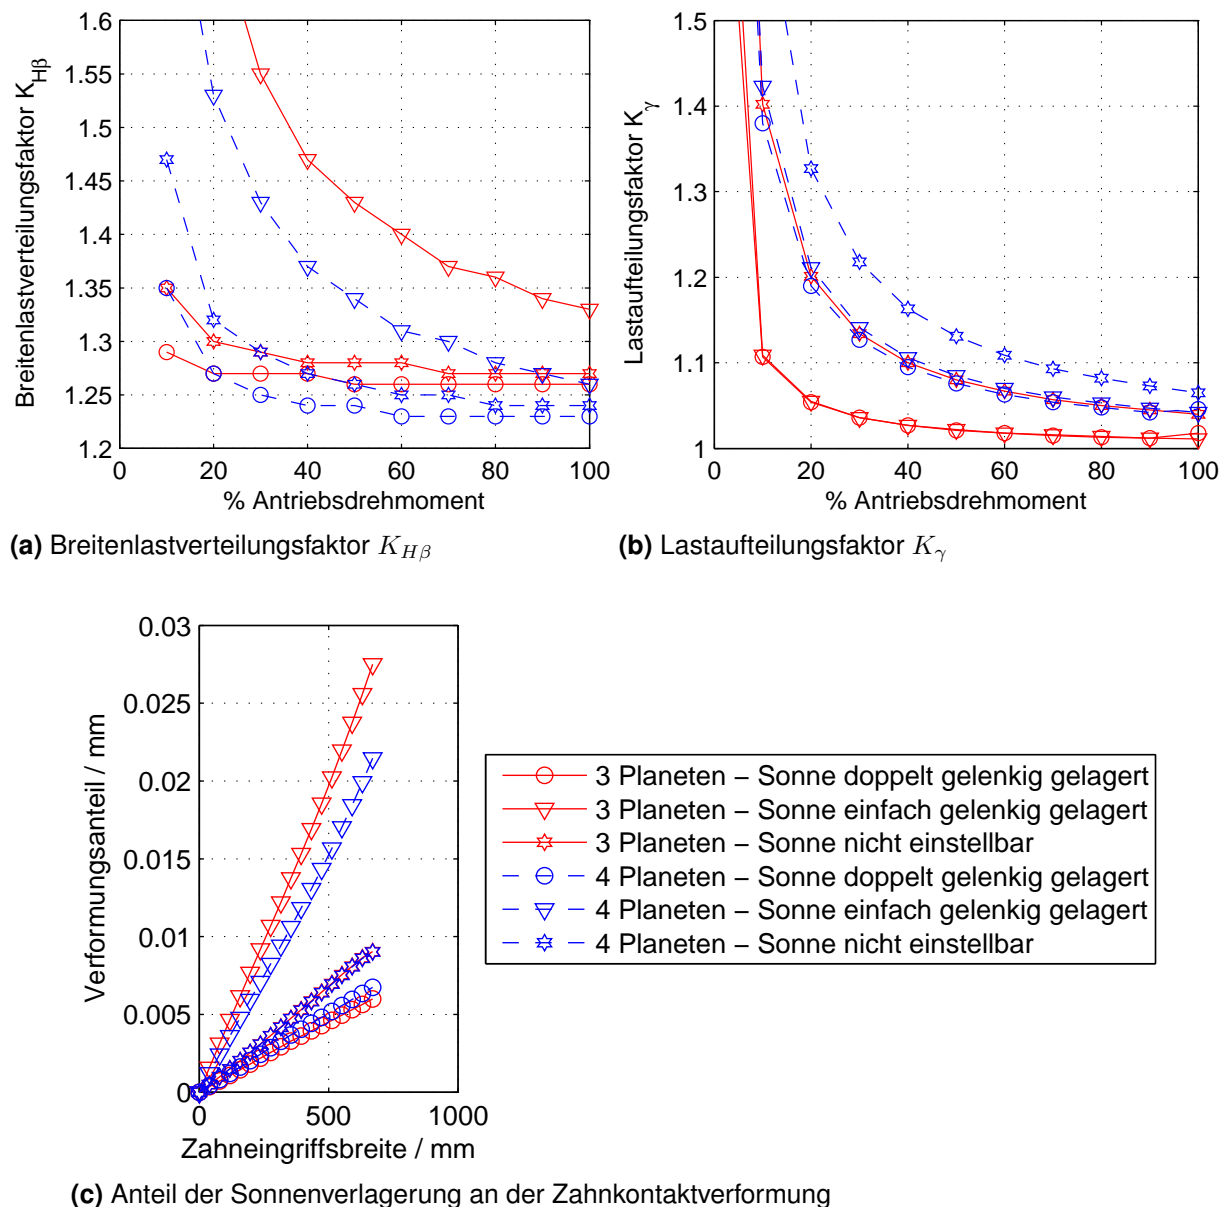 Breitenlastverteilungsfaktor K_Hβ
1.6
1.55
1.5
1.45
1.4
1.35
1.3
1.25
1.2
0 20 40 60 80 100
% Antriebsdrehmoment
(a) Breitenlastverteilungsfaktor K_Hβ
Lastaufteilungsfaktor K_γ
1.5
1.4
1.3
1.2
1.1
1
0 20 40 60 80 100
% Antriebsdrehmoment
(b) Lastaufteilungsfaktor K_γ
Verformungsanteil / mm
0.03
0.025
0.02
0.015
0.01
0.005
0
0 500 1000
Zahneingriffsbreite / mm
3 Planeten − Sonne doppelt gelenkig gelagert
3 Planeten − Sonne einfach gelenkig gelagert
3 Planeten − Sonne nicht einstellbar
4 Planeten − Sonne doppelt gelenkig gelagert
4 Planeten − Sonne einfach gelenkig gelagert
4 Planeten − Sonne nicht einstellbar
(c) Anteil der Sonnenverlagerung an der Zahnkontaktverformung